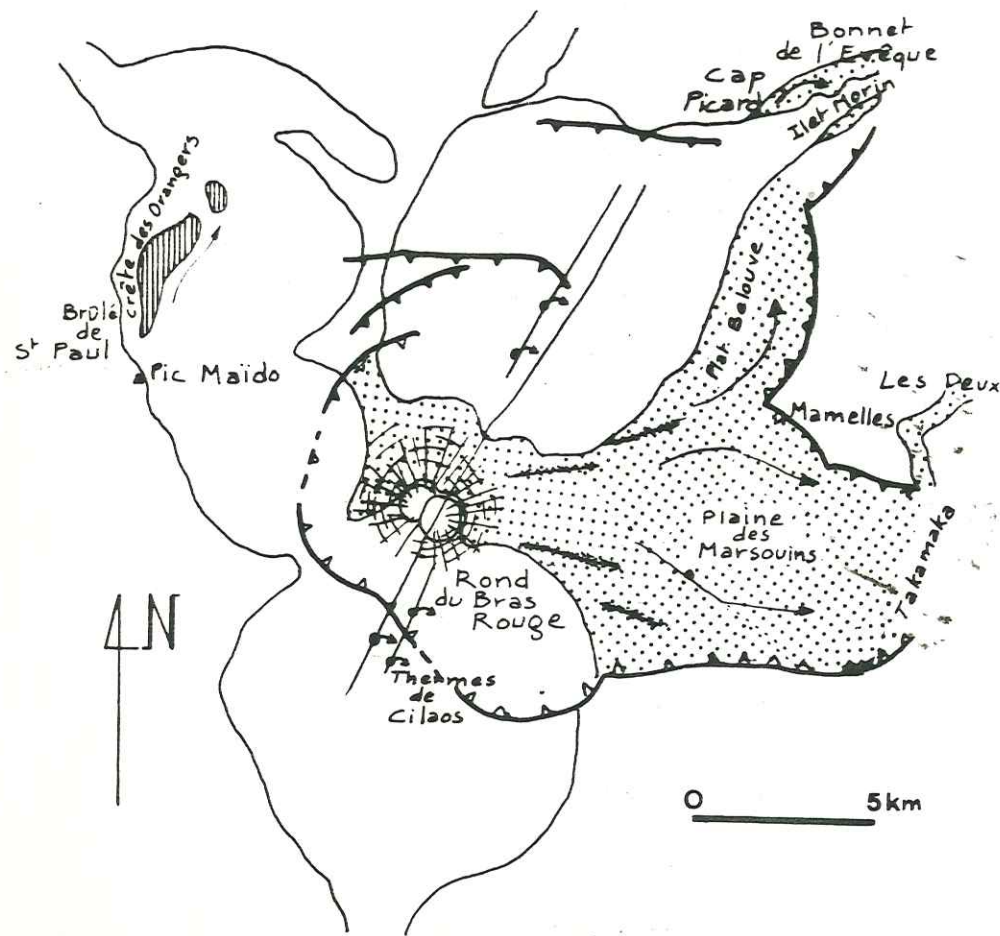 Bonnet
de l'Evêque
Cap
Picard
Ilet Morin
Crête des Orangers
Brûlé
de
St Paul
Pic Maïdo
Plat. Belouve
Les Deux
Mamelles
Plaine
des
Marsouins
Takamaka
Rond
du Bras
Rouge
Thermes
de
Cilaos
N
0 5km